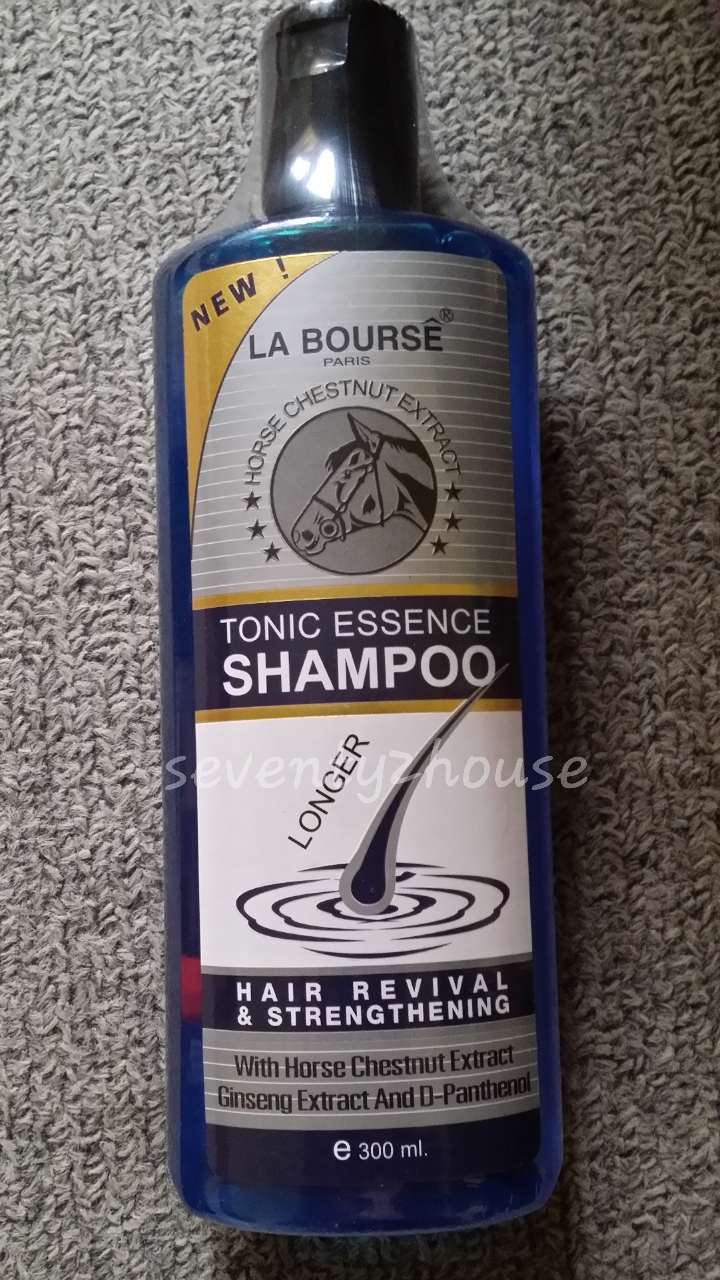 NEW !
LA BOURSÊ®
PARIS
HORSE CHESTNUT EXTRACT
TONIC ESSENCE
SHAMPOO
LONGER
HAIR REVIVAL
& STRENGTHENING
With Horse Chestnut Extract
Ginseng Extract And D-Panthenol
e 300 ml.